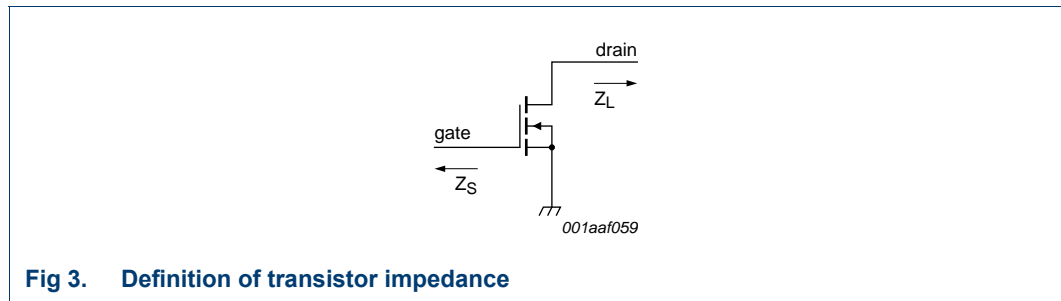 drain
Z_L
gate
Z_S
001aaf059
Fig 3. Definition of transistor impedance